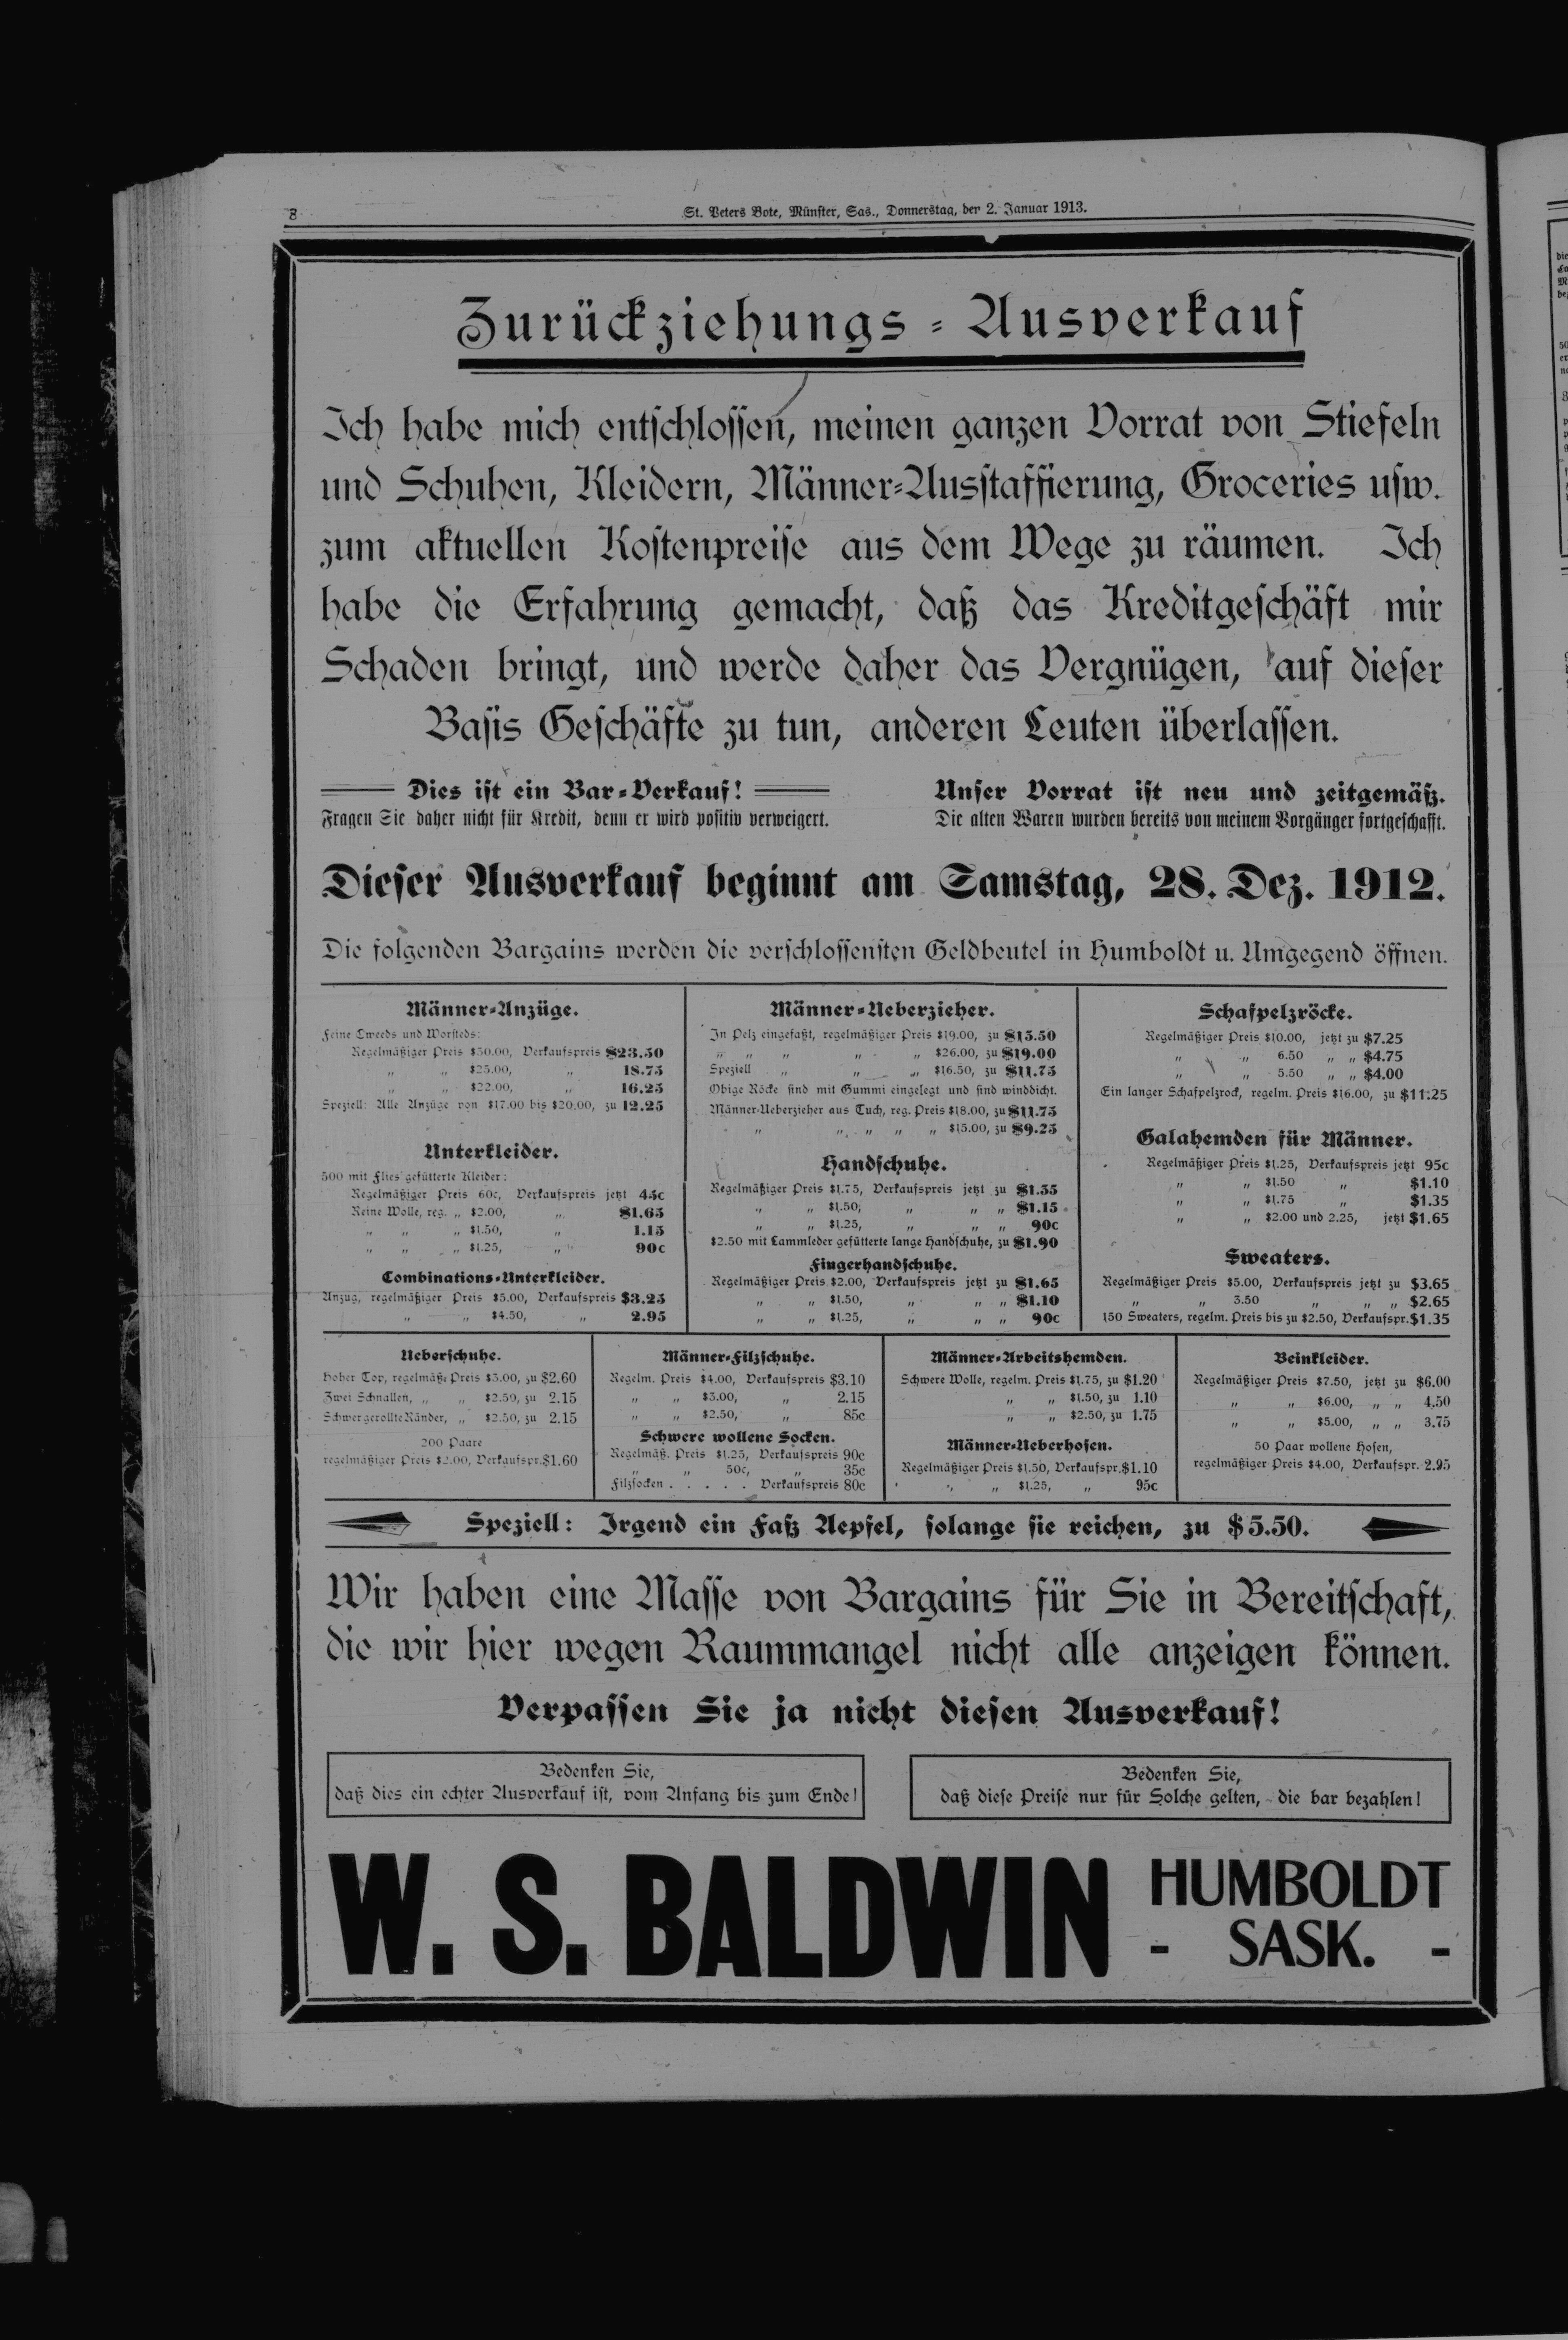 8
St. Peters Bote, Münster, Sas., Donnerstag, der 2. Januar 1913.
Zurückziehungs-Ausverkauf
Ich habe mich entschlossen, meinen ganzen Vorrat von Stiefeln
und Schuhen, Kleidern, Männer-Ausstaffierung, Groceries usw.
zum aktuellen Kostenpreise aus dem Wege zu räumen. Ich
habe die Erfahrung gemacht, daß das Kreditgeschäft mir
Schaden bringt, und werde daher das Vergnügen, auf dieser
Basis Geschäfte zu tun, anderen Leuten überlassen.
Dies ist ein Bar-Verkauf!
Fragen Sie daher nicht für Kredit, denn er wird positiv verweigert.
Unser Vorrat ist neu und zeitgemäß.
Die alten Waren wurden bereits von meinem Vorgänger fortgeschafft.
Dieser Ausverkauf beginnt am Samstag, 28. Dez. 1912.
Die folgenden Bargains werden die verschlossensten Geldbeutel in Humboldt u. Umgegend öffnen.
Männer-Anzüge.
Feine Tweeds und Worsteds:
Regelmäßiger Preis $30.00, Verkaufspreis $23.50
„ „ $25.00, „ 18.75
„ „ $22.00, „ 16.25
Speziell: Alle Anzüge von $17.00 bis $20.00, zu 12.25
Unterkleider.
500 mit Flies gefütterte Kleider:
Regelmäßiger Preis 60c, Verkaufspreis jetzt 45c
Reine Wolle, reg. „ $2.00, „ $1.65
„ „ „ $1.50, „ 1.15
„ „ „ $1.25, „ 90c
Combinations-Unterkleider.
Anzug, regelmäßiger Preis $5.00, Verkaufspreis $3.25
„ „ $4.50, „ 2.95
Männer-Ueberzieher.
In Pelz eingefaßt, regelmäßiger Preis $19.00, zu $15.50
„ „ „ „ „ $26.00, zu $19.00
Speziell „ „ „ $16.50, zu $11.75
Obige Röcke sind mit Gummi eingelegt und sind winddicht.
Männer-Ueberzieher aus Tuch, reg. Preis $18.00, zu $11.75
„ „ „ „ „ $15.00, zu $9.25
Handschuhe.
Regelmäßiger Preis $1.75, Verkaufspreis jetzt zu $1.35
„ „ $1.50, „ „ „ $1.15
„ „ $1.25, „ „ „ 90c
$2.50 mit Lammleder gefütterte lange Handschuhe, zu $1.90
Fingerhandschuhe.
Regelmäßiger Preis $2.00, Verkaufspreis jetzt zu $1.65
„ „ $1.50, „ „ „ $1.10
„ „ $1.25, „ „ „ 90c
Schafpelzröcke.
Regelmäßiger Preis $10.00, jetzt zu $7.25
„ „ 6.50 „ „ $4.75
„ „ 5.50 „ „ $4.00
Ein langer Schafpelzrock, regelm. Preis $16.00, zu $11.25
Galahemden für Männer.
Regelmäßiger Preis $1.25, Verkaufspreis jetzt 95c
„ „ $1.50 „ $1.10
„ „ $1.75 „ $1.35
„ „ $2.00 und 2.25, jetzt $1.65
Sweaters.
Regelmäßiger Preis $5.00, Verkaufspreis jetzt zu $3.65
„ „ 3.50 „ „ „ $2.65
150 Sweaters, regelm. Preis bis zu $2.50, Verkaufspr. $1.35
Ueberschuhe.
Hoher Top, regelmäß. Preis $3.00, zu $2.60
Zwei Schnallen, „ „ $2.50, zu 2.15
Schwer gerollte Ränder, „ $2.50, zu 2.15
200 Paare
regelmäßiger Preis $2.00, Verkaufspr. $1.60
Männer-Filzschuhe.
Regelm. Preis $4.00, Verkaufspreis $3.10
„ „ $3.00, „ 2.15
„ „ $2.50, „ 85c
Schwere wollene Socken.
Regelmäß. Preis $1.25, Verkaufspreis 90c
„ „ 50c, „ 35c
Filzsocken . . . . . Verkaufspreis 80c
Männer-Arbeitshemden.
Schwere Wolle, regelm. Preis $1.75, zu $1.20
„ „ $1.50, zu 1.10
„ „ $2.50, zu 1.75
Männer-Ueberhosen.
Regelmäßiger Preis $1.50, Verkaufspr. $1.10
„ „ $1.25, „ 95c
Beinkleider.
Regelmäßiger Preis $7.50, jetzt zu $6.00
„ „ $6.00, „ „ 4.50
„ „ $5.00, „ „ 3.75
50 Paar wollene Hosen,
regelmäßiger Preis $4.00, Verkaufspr. 2.95
Speziell: Irgend ein Faß Aepfel, solange sie reichen, zu $5.50.
Wir haben eine Masse von Bargains für Sie in Bereitschaft,
die wir hier wegen Raummangel nicht alle anzeigen können.
Verpassen Sie ja nicht diesen Ausverkauf!
Bedenken Sie,
daß dies ein echter Ausverkauf ist, vom Anfang bis zum Ende!
Bedenken Sie,
daß diese Preise nur für Solche gelten, die bar bezahlen!
W. S. BALDWIN
HUMBOLDT
- SASK. -